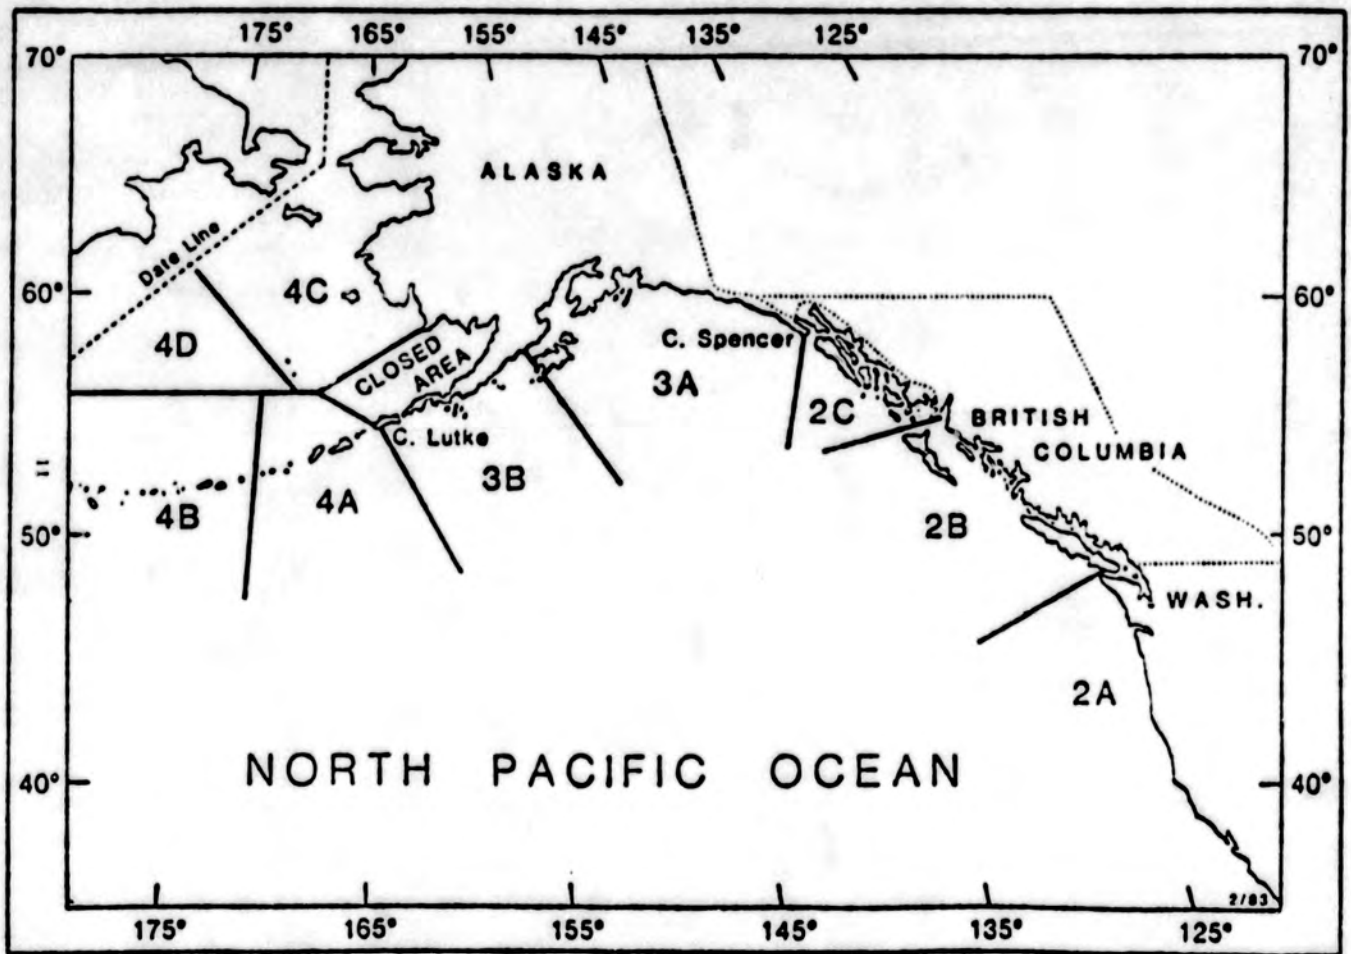 175° 165° 155° 145° 135° 125°
70° 70°
ALASKA
Date Line
4C
60° 60°
4D
CLOSED
AREA
C. Spencer
3A
2C
BRITISH
COLUMBIA
C. Lutke
3B
4A
4B
2B
50° 50°
WASH.
2A
NORTH PACIFIC OCEAN
40° 40°
2/83
175° 165° 155° 145° 135° 125°